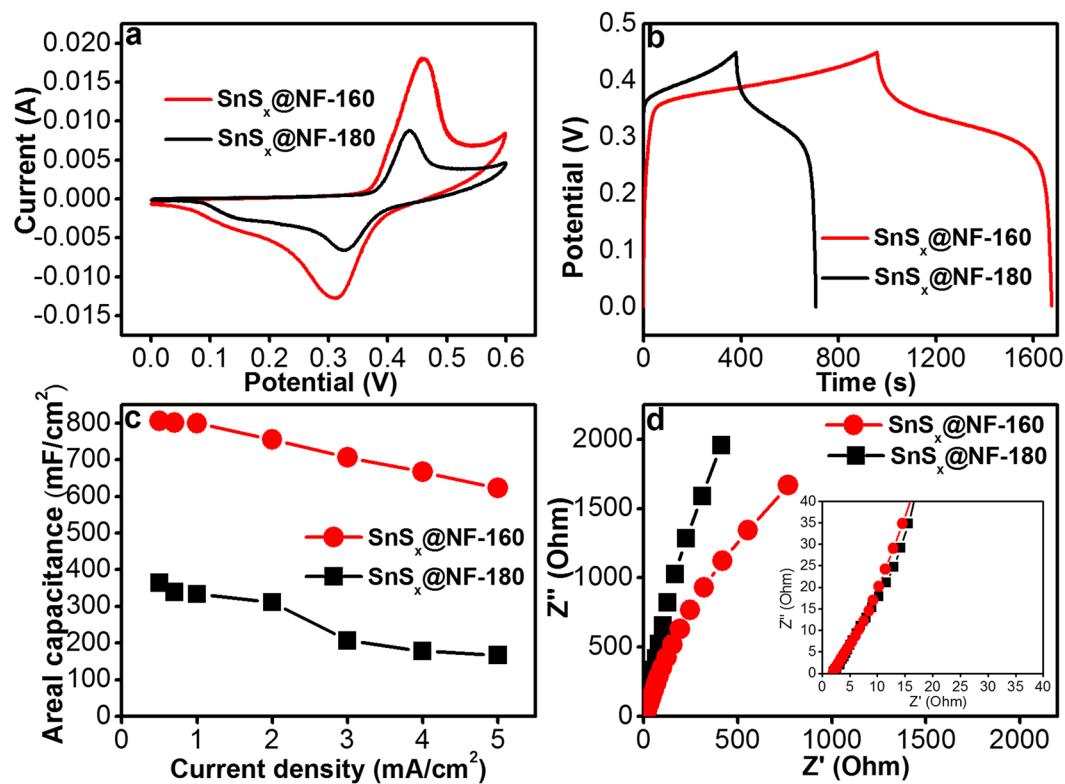 a
0.020
0.015
0.010
0.005
0.000
-0.005
-0.010
-0.015
Current (A)
SnSx@NF-160
SnSx@NF-180
0.0 0.1 0.2 0.3 0.4 0.5 0.6
Potential (V)
b
0.5
0.4
0.3
0.2
0.1
0.0
Potential (V)
SnSx@NF-160
SnSx@NF-180
0 400 800 1200 1600
Time (s)
c
800
700
600
500
400
300
200
100
0
Areal capacitance (mF/cm²)
SnSx@NF-160
SnSx@NF-180
0 1 2 3 4 5
Current density (mA/cm²)
d
2000
1500
1000
500
0
Z'' (Ohm)
SnSx@NF-160
SnSx@NF-180
40
35
30
25
20
15
10
5
0
Z'' (Ohm)
0 5 10 15 20 25 30 35 40
Z' (Ohm)
0 500 1000 1500 2000
Z' (Ohm)